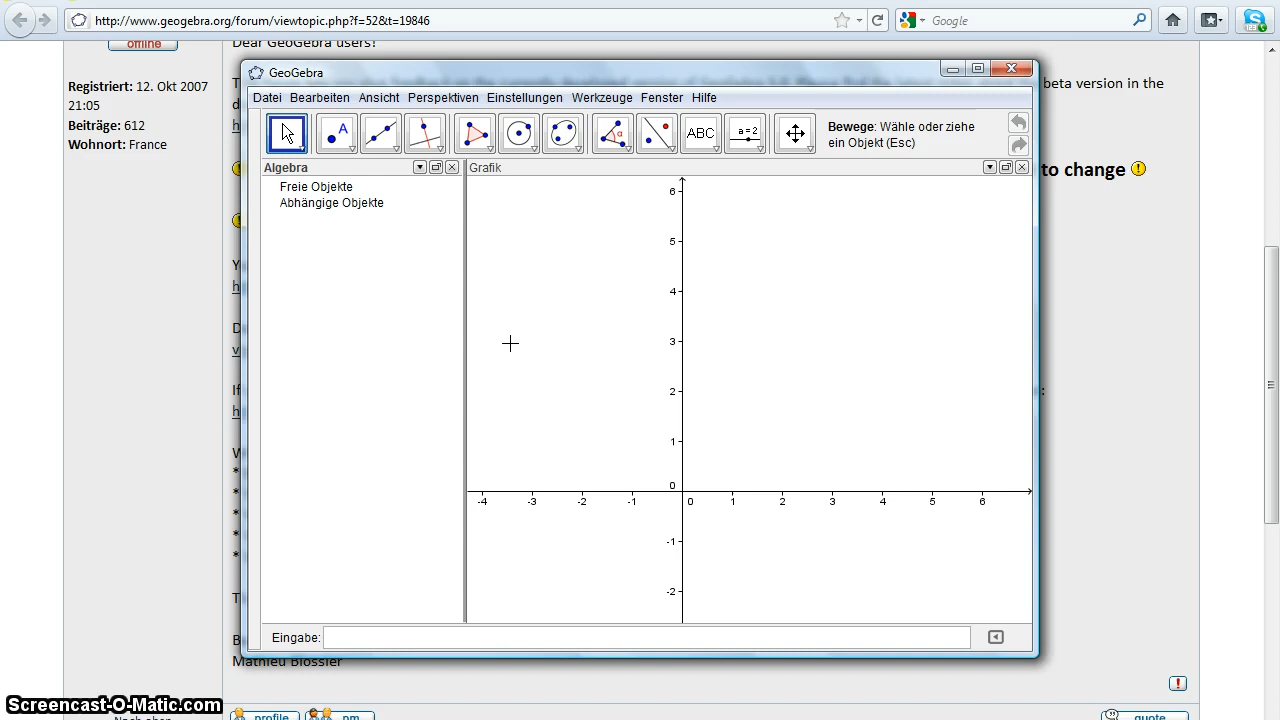 http://www.geogebra.org/forum/viewtopic.php?f=52&t=19846
Google
offline
Dear GeoGebra users!
Registriert: 12. Okt 2007
21:05
Beiträge: 612
Wohnort: France
beta version in the
to change
GeoGebra
Datei Bearbeiten Ansicht Perspektiven Einstellungen Werkzeuge Fenster Hilfe
A
α
ABC
a=2
Bewege: Wähle oder ziehe
ein Objekt (Esc)
Algebra
Grafik
Freie Objekte
Abhängige Objekte
6
5
4
3
2
1
0
-4 -3 -2 -1 0 1 2 3 4 5 6
-1
-2
Eingabe:
Mathieu Blossier
Screencast-O-Matic.com
Nach oben
profile
pm
quote